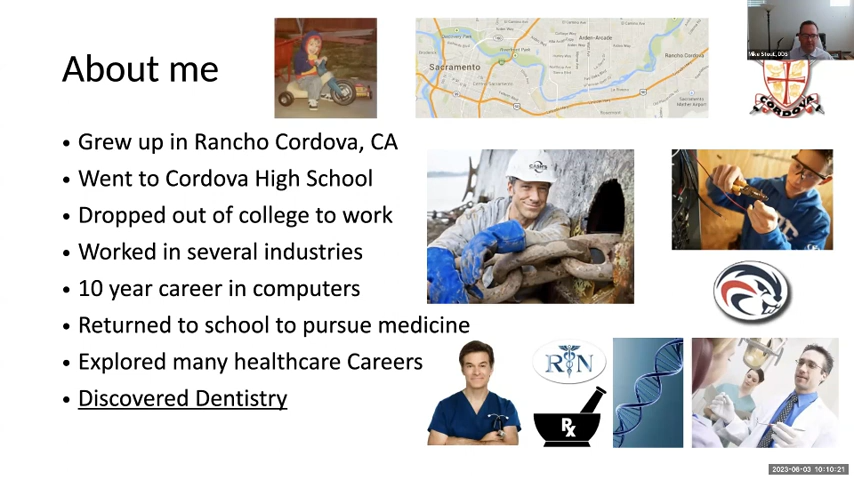 About me
• Grew up in Rancho Cordova, CA
• Went to Cordova High School
• Dropped out of college to work
• Worked in several industries
• 10 year career in computers
• Returned to school to pursue medicine
• Explored many healthcare Careers
• Discovered Dentistry
Sacramento
Arden-Arcade
Rancho Cordova
Mike Stout, DDS
CORDOVA
RN
Rx
2023-06-03 10:10:21